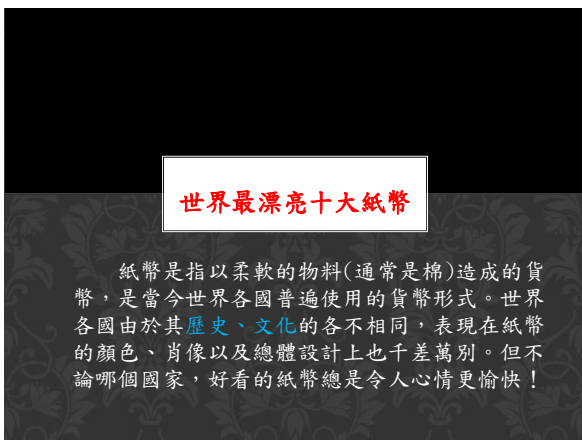 世界最漂亮十大紙幣
紙幣是指以柔軟的物料(通常是棉)造成的貨
幣，是當今世界各國普遍使用的貨幣形式。世界
各國由於其歷史、文化的各不相同，表現在紙幣
的顏色、肖像以及總體設計上也千差萬別。但不
論哪個國家，好看的紙幣總是令人心情更愉快！